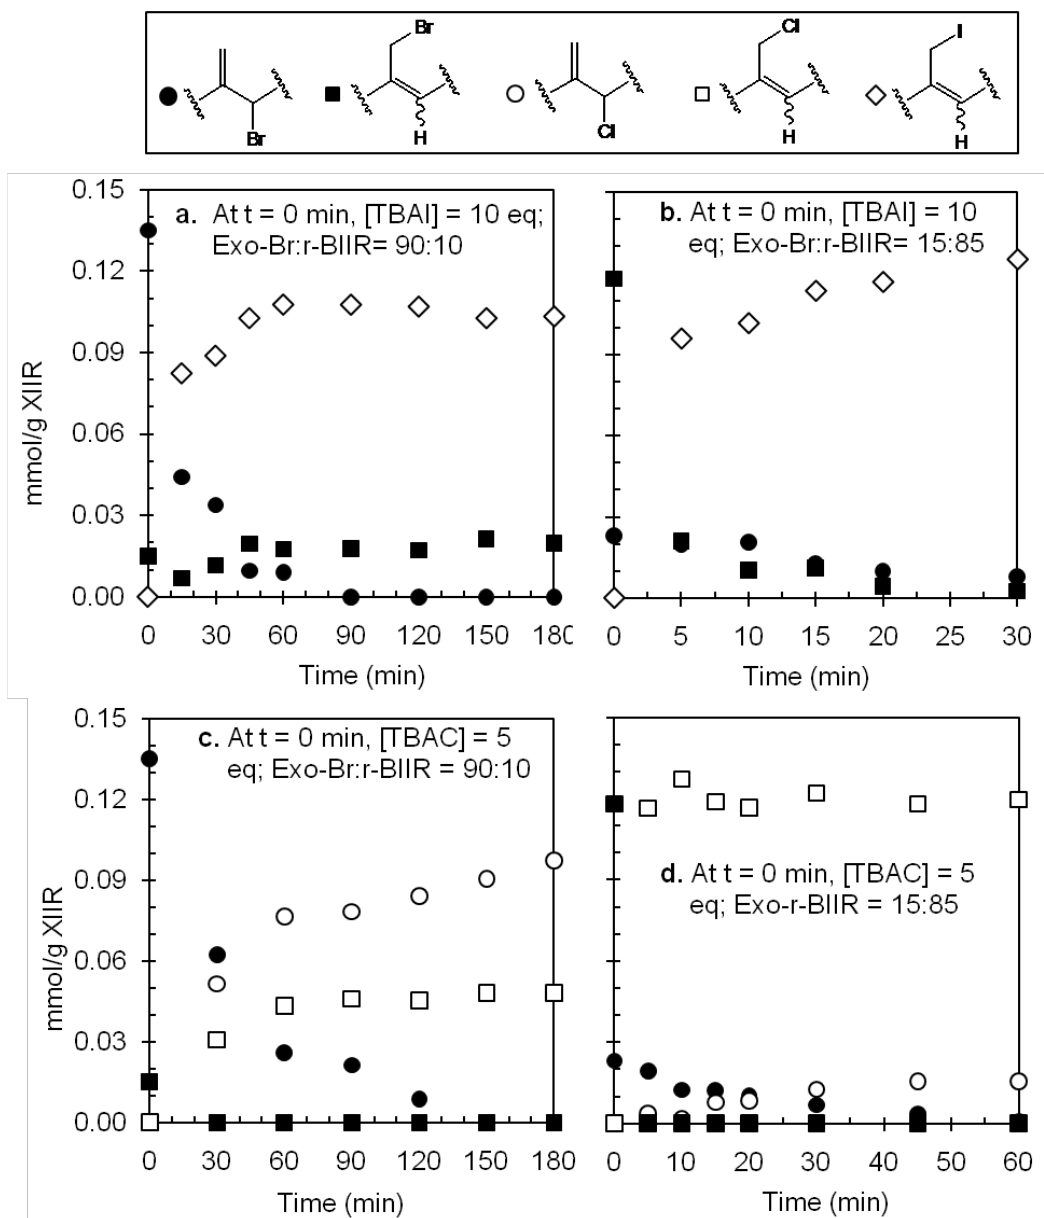 Br Cl I
Br H Cl H H
a. At t = 0 min, [TBAI] = 10 eq;
Exo-Br:r-BIIR= 90:10
0.15
0.12
0.09
0.06
0.03
0.00
mmol/g XIIR
0 30 60 90 120 150 180
Time (min)
b. At t = 0 min, [TBAI] = 10
eq; Exo-Br:r-BIIR= 15:85
0 5 10 15 20 25 30
Time (min)
c. At t = 0 min, [TBAC] = 5
eq; Exo-Br:r-BIIR = 90:10
0.15
0.12
0.09
0.06
0.03
0.00
mmol/g XIIR
0 30 60 90 120 150 180
Time (min)
d. At t = 0 min, [TBAC] = 5
eq; Exo-r-BIIR = 15:85
0 10 20 30 40 50 60
Time (min)